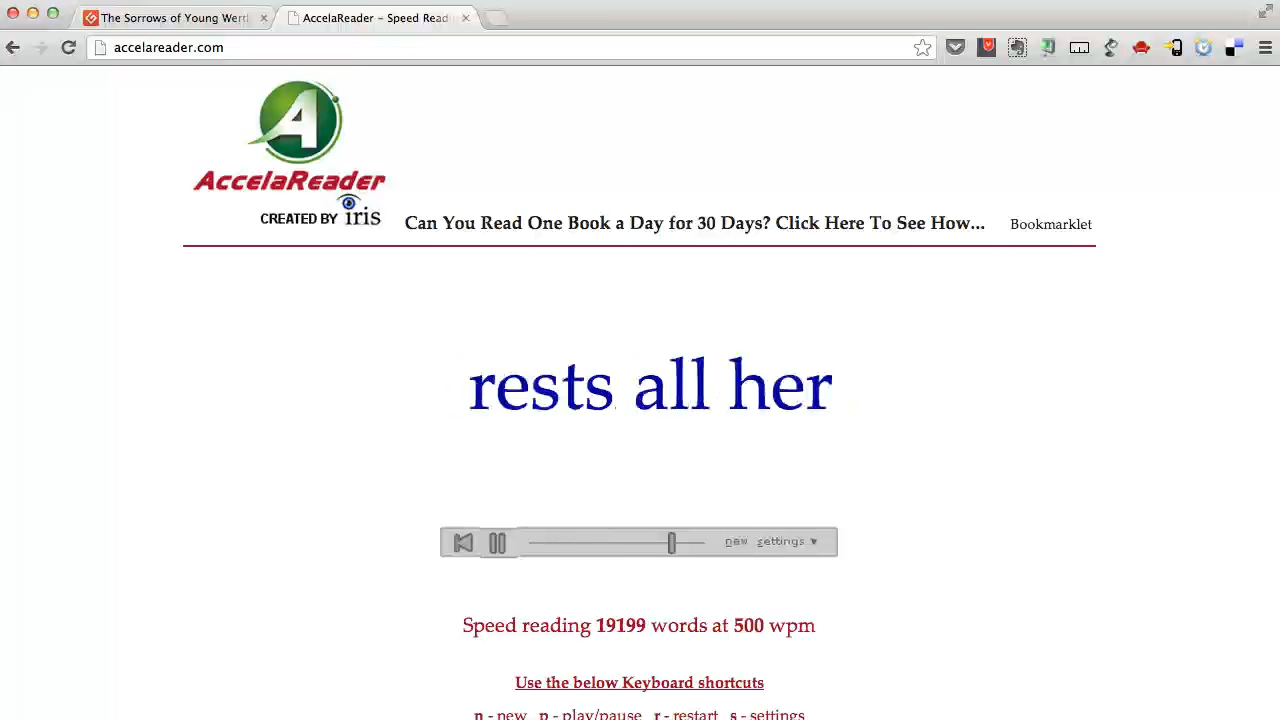 The Sorrows of Young Wert
AccelaReader - Speed Read
accelareader.com
A
AccelaReader
CREATED BY iris
Can You Read One Book a Day for 30 Days? Click Here To See How...
Bookmarklet
rests all her
new settings
Speed reading 19199 words at 500 wpm
Use the below Keyboard shortcuts
n - new p - play/pause r - restart s - settings